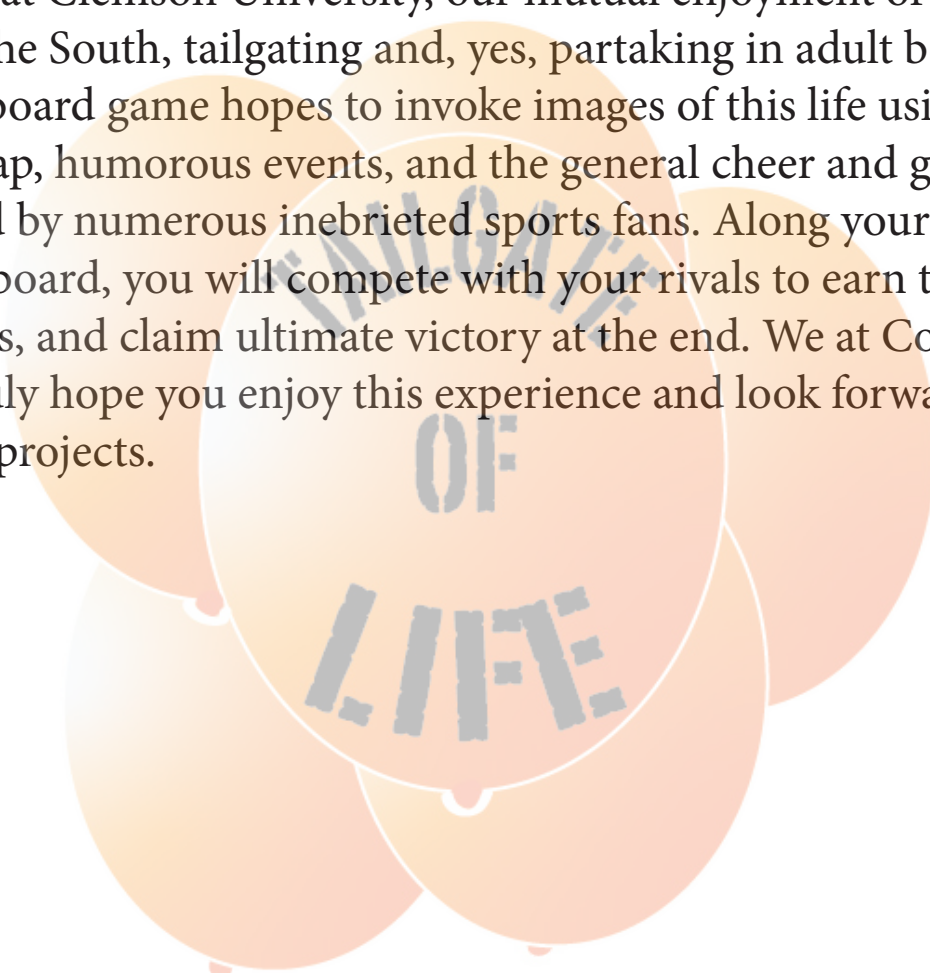 at Clemson University, our mutual enjoyment of
he South, tailgating and, yes, partaking in adult b
board game hopes to invoke images of this life usi
ap, humorous events, and the general cheer and g
d by numerous inebrieted sports fans. Along your
board, you will compete with your rivals to earn t
s, and claim ultimate victory at the end. We at Co
uly hope you enjoy this experience and look forwa
projects.
TAILGATE
OF
LIFE